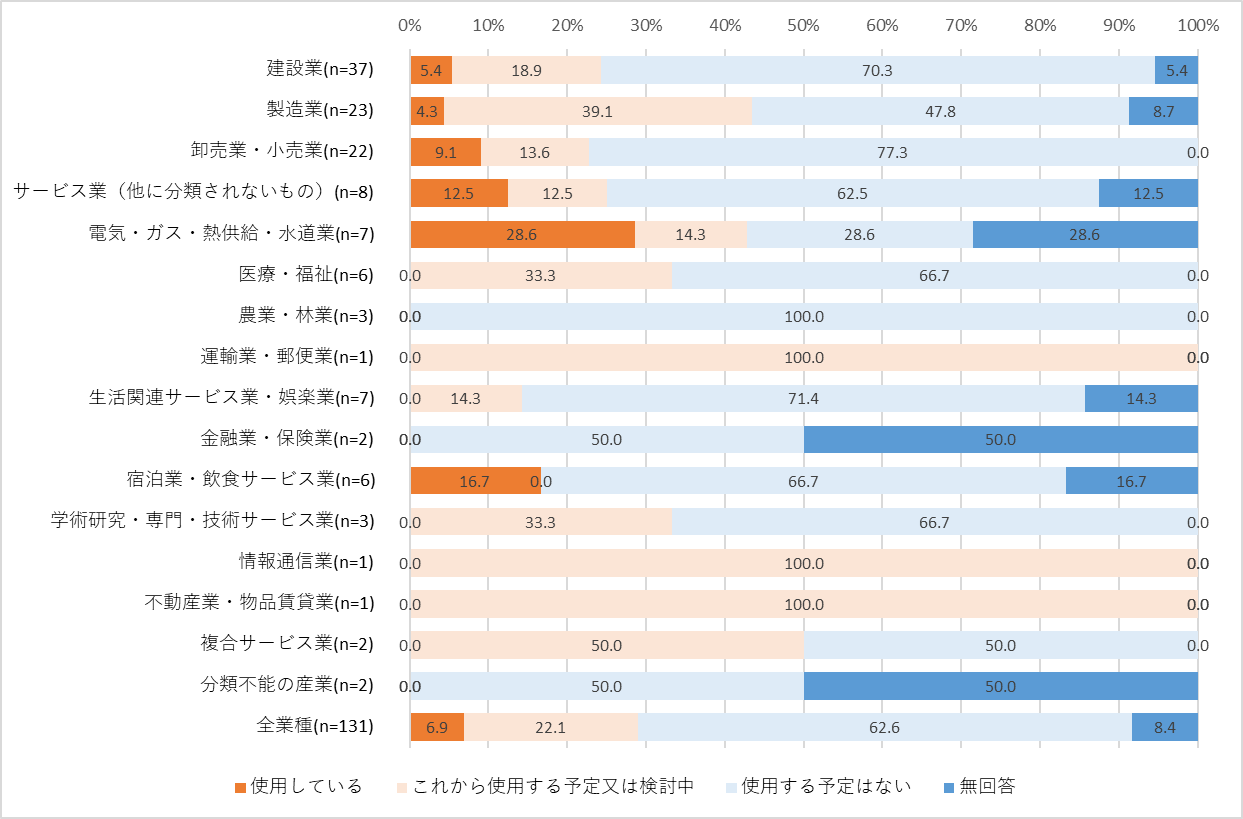 0% 10% 20% 30% 40% 50% 60% 70% 80% 90% 100%
建設業(n=37) 5.4 18.9 70.3 5.4
製造業(n=23) 4.3 39.1 47.8 8.7
卸売業・小売業(n=22) 9.1 13.6 77.3 0.0
サービス業（他に分類されないもの）(n=8) 12.5 12.5 62.5 12.5
電気・ガス・熱供給・水道業(n=7) 28.6 14.3 28.6 28.6
医療・福祉(n=6) 0.0 33.3 66.7 0.0
農業・林業(n=3) 0.0 0.0 100.0 0.0
運輸業・郵便業(n=1) 0.0 100.0 0.0 0.0
生活関連サービス業・娯楽業(n=7) 0.0 14.3 71.4 14.3
金融業・保険業(n=2) 0.0 0.0 50.0 50.0
宿泊業・飲食サービス業(n=6) 16.7 0.0 66.7 16.7
学術研究・専門・技術サービス業(n=3) 0.0 33.3 66.7 0.0
情報通信業(n=1) 0.0 100.0 0.0 0.0
不動産業・物品賃貸業(n=1) 0.0 100.0 0.0 0.0
複合サービス業(n=2) 0.0 50.0 50.0 0.0
分類不能の産業(n=2) 0.0 0.0 50.0 50.0
全業種(n=131) 6.9 22.1 62.6 8.4
使用している これから使用する予定又は検討中 使用する予定はない 無回答